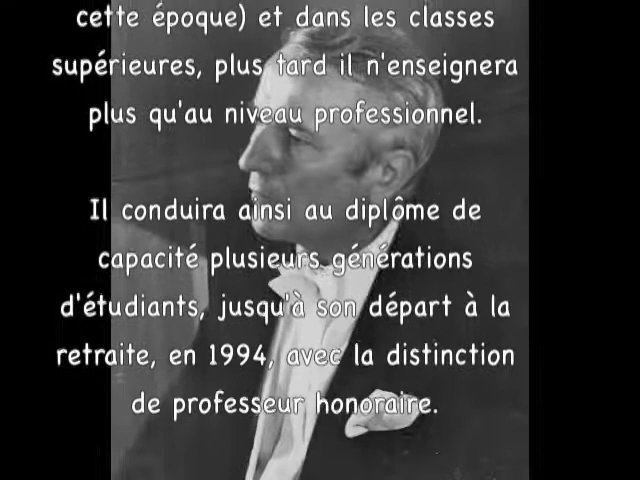 cette époque) et dans les classes
supérieures, plus tard il n'enseignera
plus qu'au niveau professionnel.
Il conduira ainsi au diplôme de
capacité plusieurs générations
d'étudiants, jusqu'à son départ à la
retraite, en 1994, avec la distinction
de professeur honoraire.